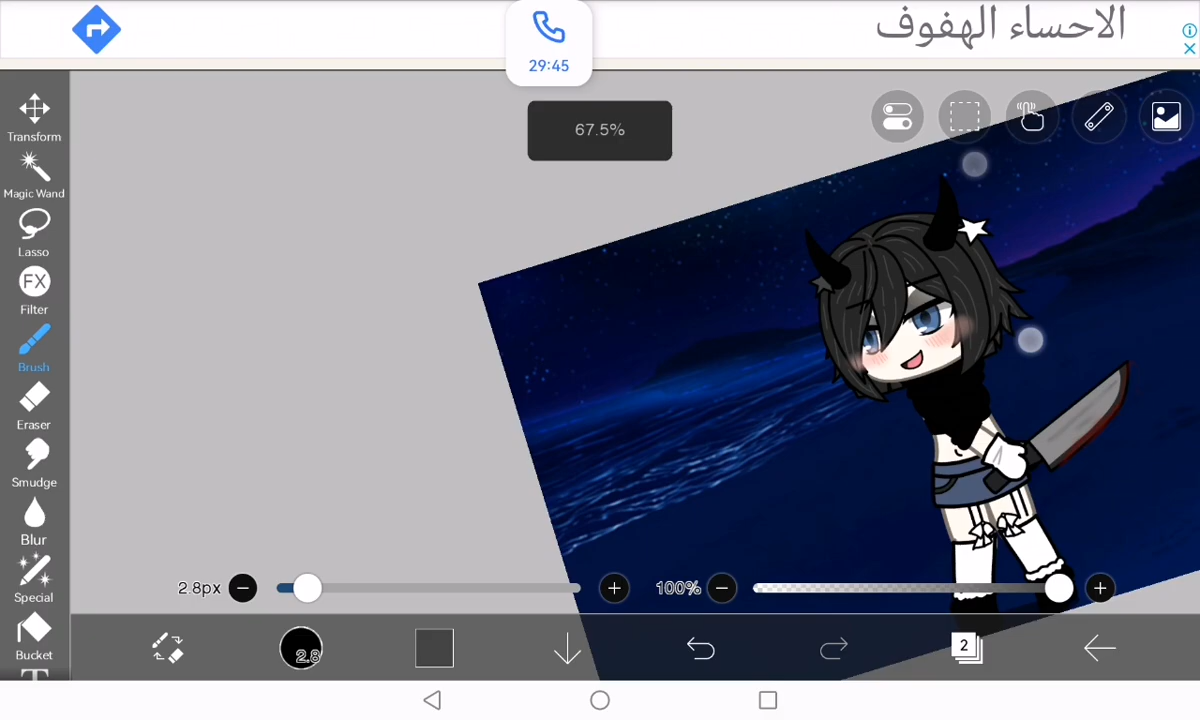 الاحساء الهفوف
29:45
67.5%
Transform
Magic Wand
Lasso
FX
Filter
Brush
Eraser
Smudge
Blur
Special
Bucket
T
2.8px
100%
2.8
2